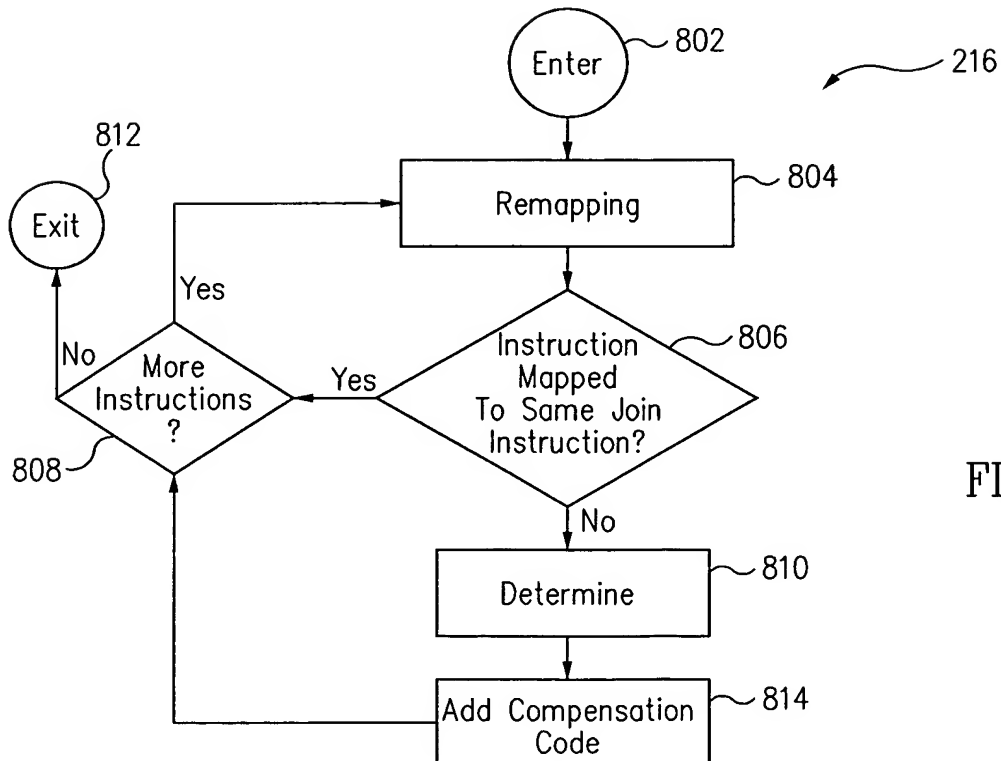 Enter
802
216
812
Exit
Remapping
804
Yes
No
More
Instructions
?
808
Yes
Instruction
Mapped
To Same Join
Instruction?
806
No
Determine
810
Add Compensation
Code
814
FI